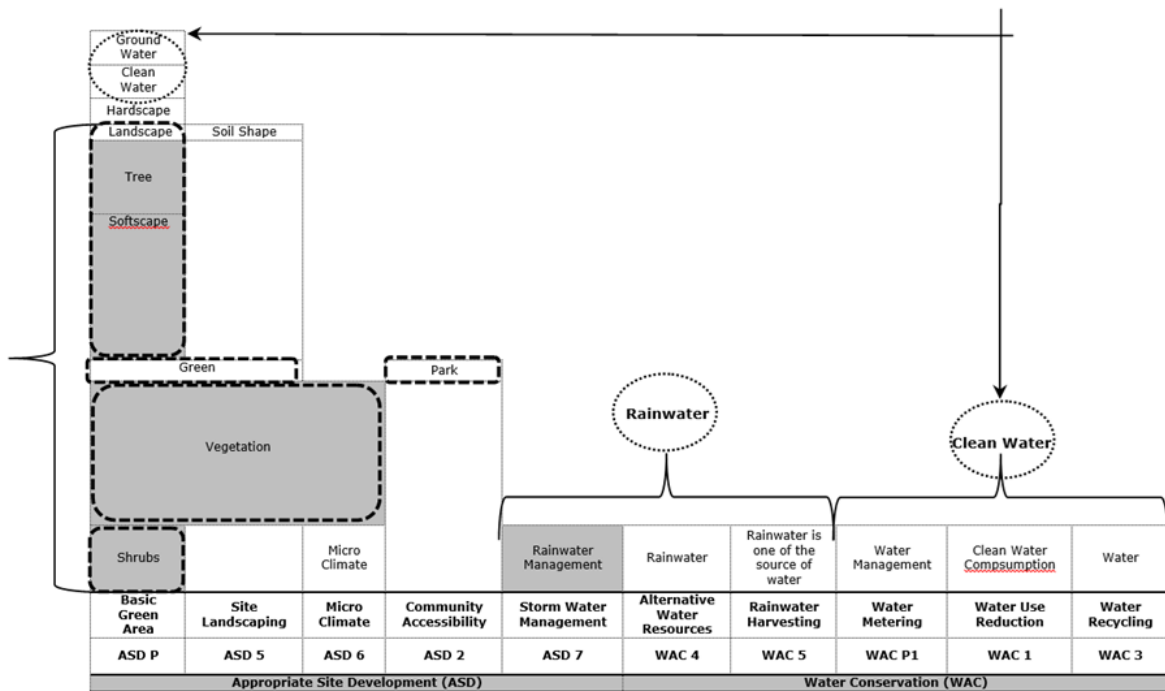 Ground
Water
Clean
Water
Hardscape
Landscape
Soil Shape
Tree
Softscape
Green
Park
Vegetation
Rainwater
Clean Water
Shrubs
Micro
Climate
Rainwater
Management
Rainwater
Rainwater is
one of the
source of
water
Water
Management
Clean Water
Compsumption
Water
Basic
Green
Area
Site
Landscaping
Micro
Climate
Community
Accessibility
Storm Water
Management
Alternative
Water
Resources
Rainwater
Harvesting
Water
Metering
Water Use
Reduction
Water
Recycling
ASD P
ASD 5
ASD 6
ASD 2
ASD 7
WAC 4
WAC 5
WAC P1
WAC 1
WAC 3
Appropriate Site Development (ASD)
Water Conservation (WAC)